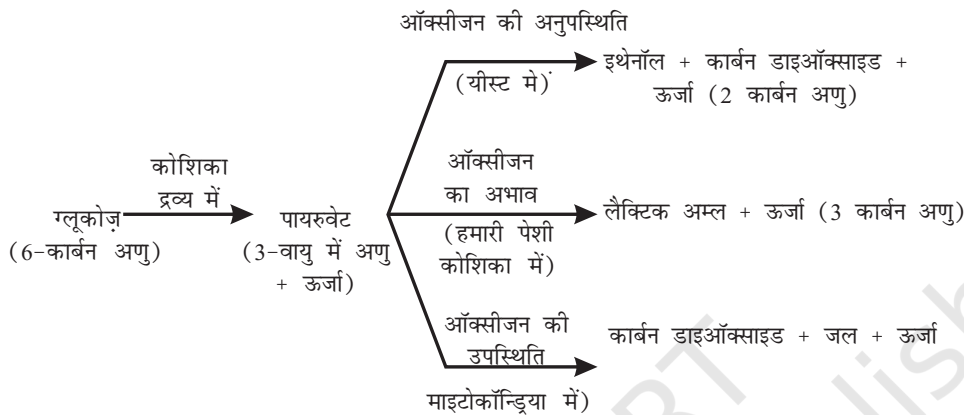 ऑक्सीजन की अनुपस्थिति
(यीस्ट में)
इथेनॉल + कार्बन डाइऑक्साइड +
ऊर्जा (2 कार्बन अणु)
कोशिका
द्रव्य में
ग्लूकोज़
(6-कार्बन अणु)
पायरुवेट
(3-वायु में अणु
+ ऊर्जा)
ऑक्सीजन
का अभाव
(हमारी पेशी
कोशिका में)
लैक्टिक अम्ल + ऊर्जा (3 कार्बन अणु)
ऑक्सीजन की
उपस्थिति
माइटोकॉन्ड्रिया में)
कार्बन डाइऑक्साइड + जल + ऊर्जा